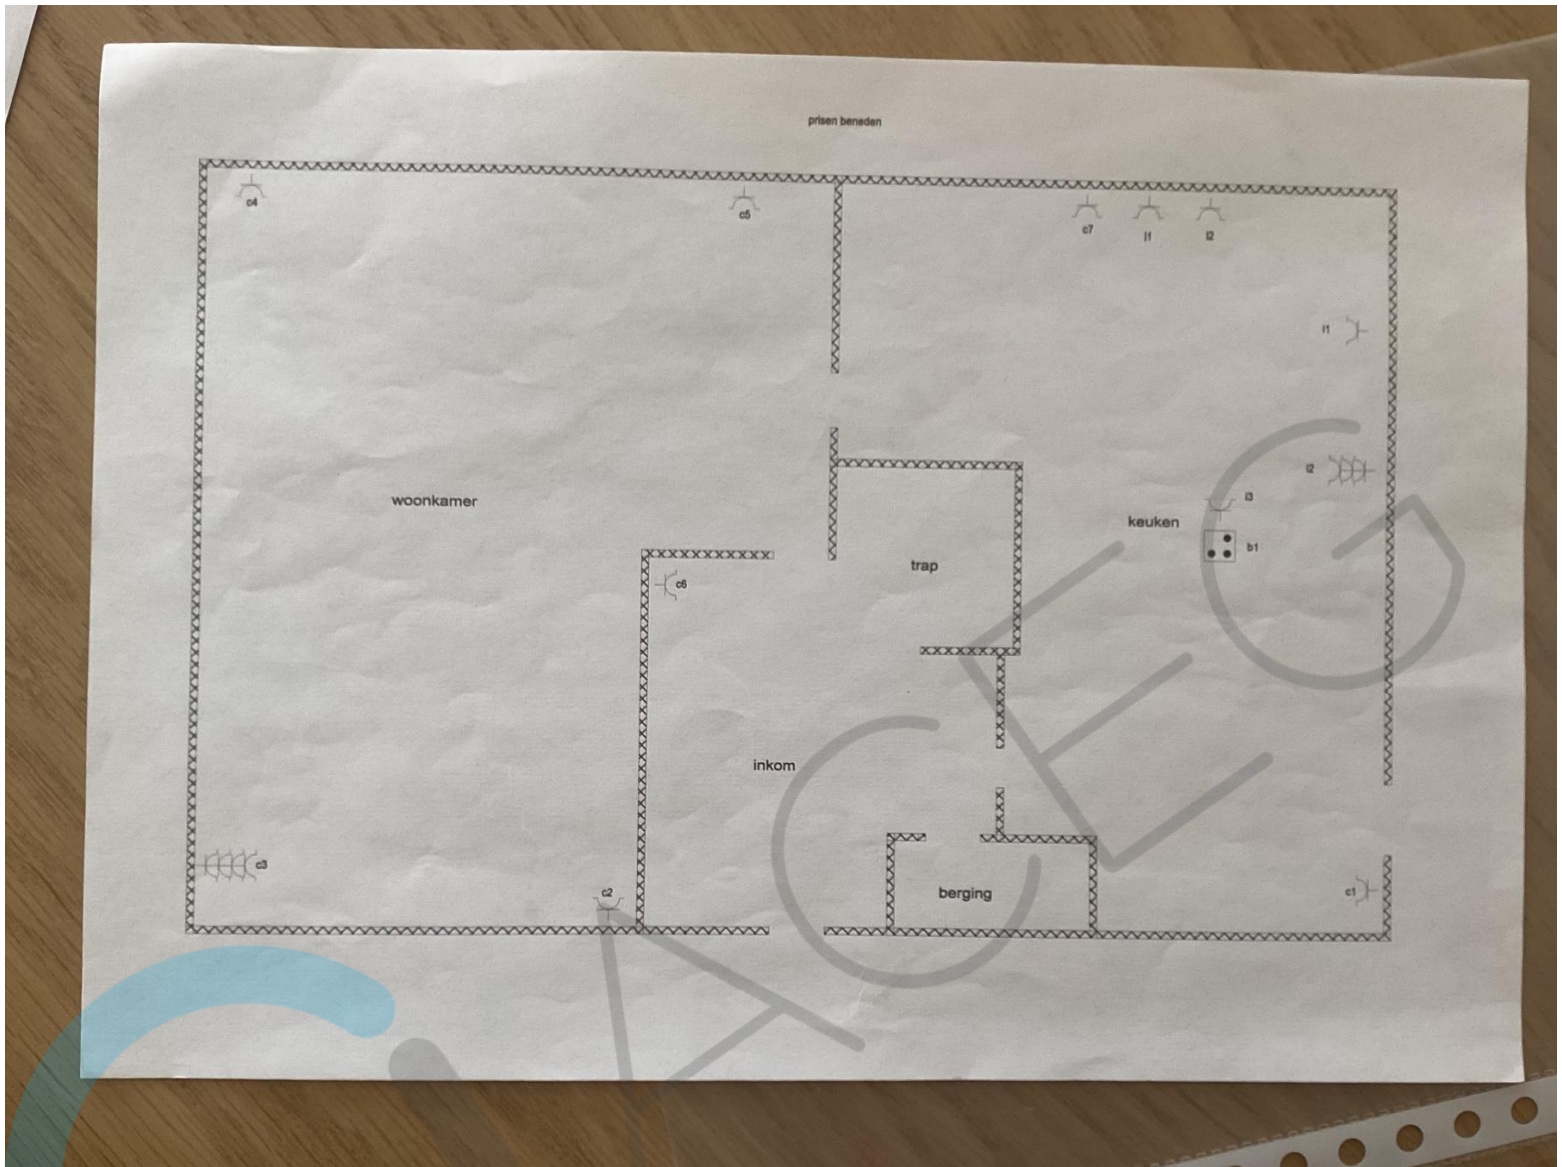 prisen beneden
c4
c5
c7
l1
l2
l1
l2
l3
b1
woonkamer
keuken
trap
c6
inkom
c3
c2
berging
c1
ACEG